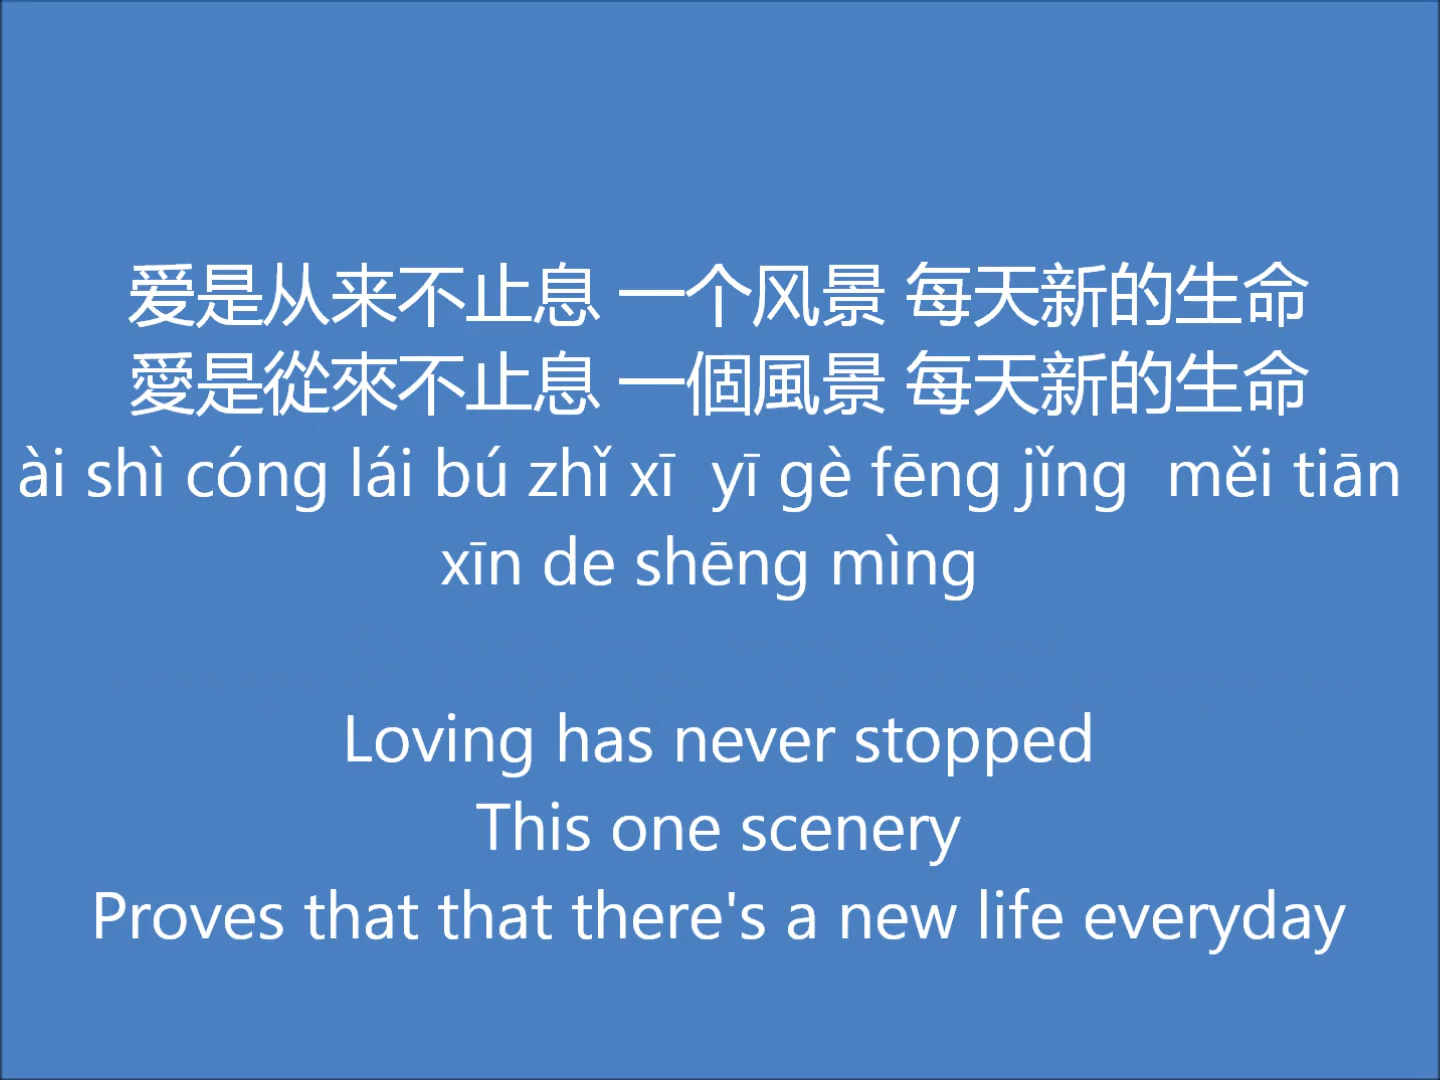 爱是从来不止息 一个风景 每天新的生命
愛是從來不止息 一個風景 每天新的生命
ài shì cóng lái bú zhǐ xī  yī gè fēng jǐng  měi tiān
xīn de shēng mìng
Loving has never stopped
This one scenery
Proves that that there's a new life everyday